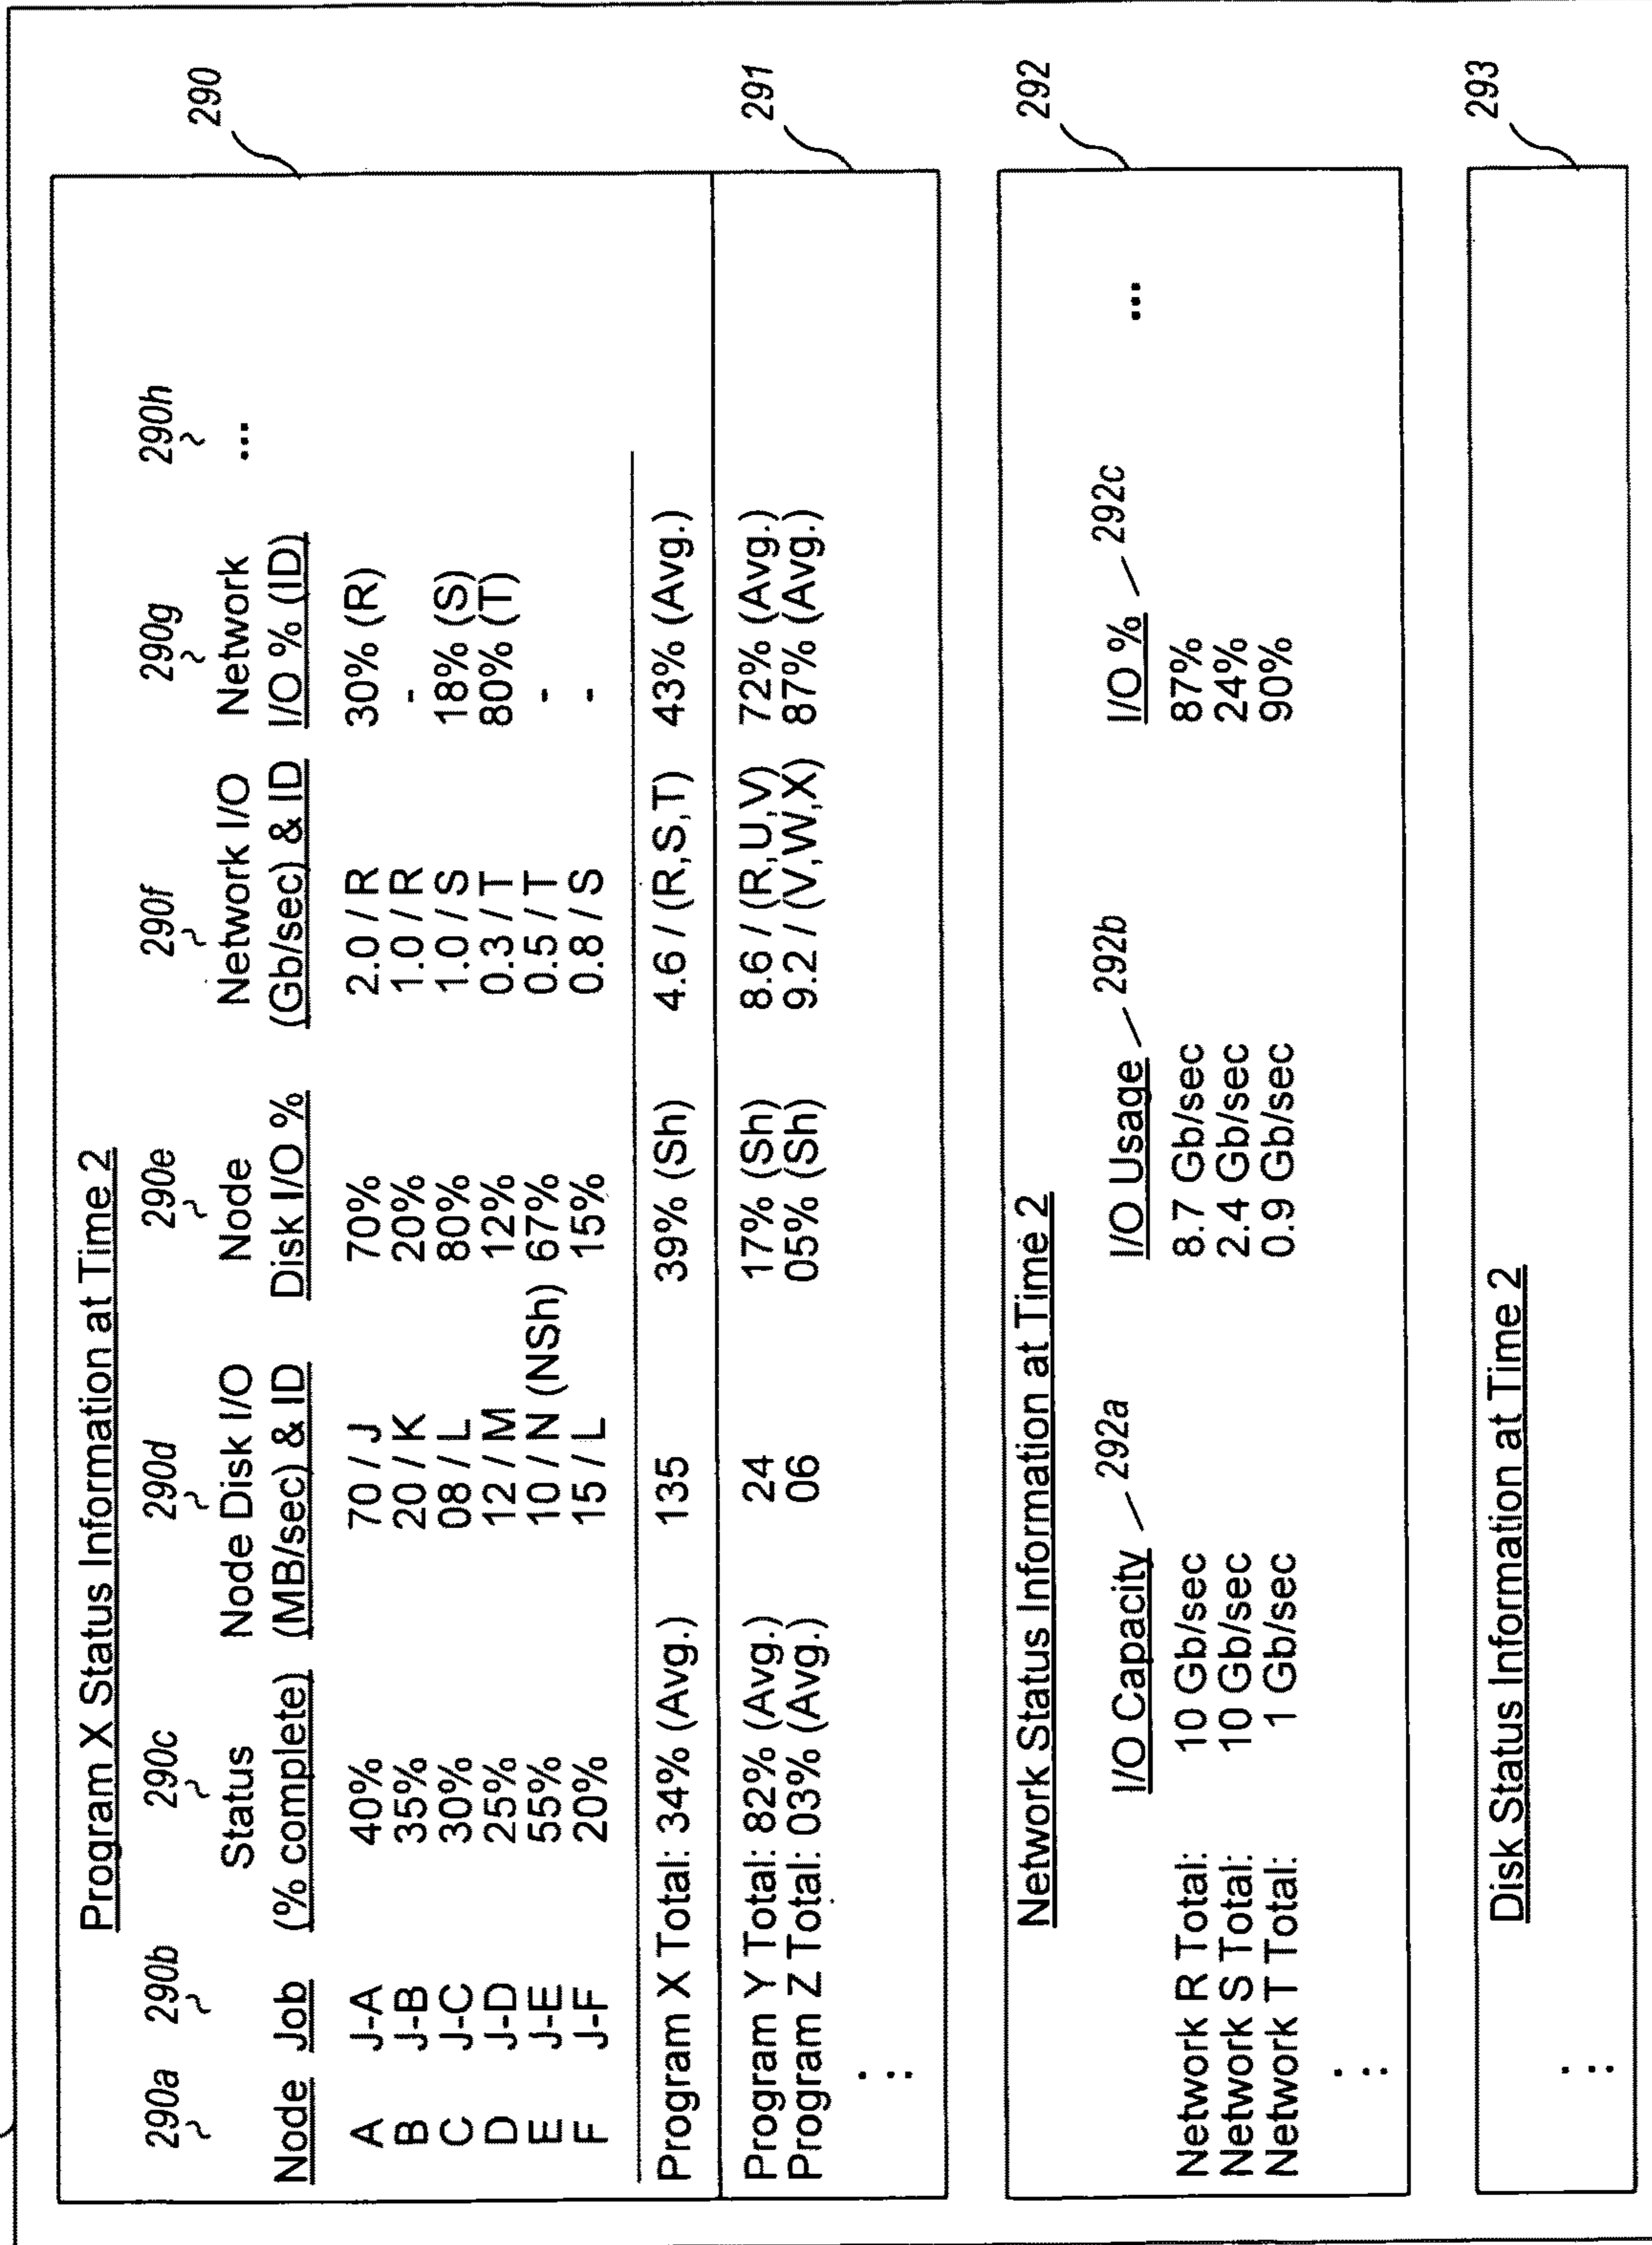 Program X Status Information at Time 2
290
290a 290b 290c 290d 290e 290f 290g 290h
Status Node Disk I/O Node Network I/O Network ...
Node Job (% complete) (MB/sec) & ID Disk I/O % (Gb/sec) & ID I/O % (ID)
A J-A 40% 70 / J 70% 2.0 / R 30% (R)
B J-B 35% 20 / K 20% 1.0 / R -
C J-C 30% 08 / L 80% 1.0 / S 18% (S)
D J-D 25% 12 / M 12% 0.3 / T 80% (T)
E J-E 55% 10 / N (NSh) 67% 0.5 / T -
F J-F 20% 15 / L 15% 0.8 / S -
Program X Total: 34% (Avg.) 135 39% (Sh) 4.6 / (R,S,T) 43% (Avg.)
291
Program Y Total: 82% (Avg.) 24 17% (Sh) 8.6 / (R,U,V) 72% (Avg.)
Program Z Total: 03% (Avg.) 06 05% (Sh) 9.2 / (V,W,X) 87% (Avg.)
Network Status Information at Time 2
292
I/O Capacity 292a I/O Usage 292b I/O % 292c ...
Network R Total: 10 Gb/sec 8.7 Gb/sec 87%
Network S Total: 10 Gb/sec 2.4 Gb/sec 24%
Network T Total: 1 Gb/sec 0.9 Gb/sec 90%
Disk Status Information at Time 2
293